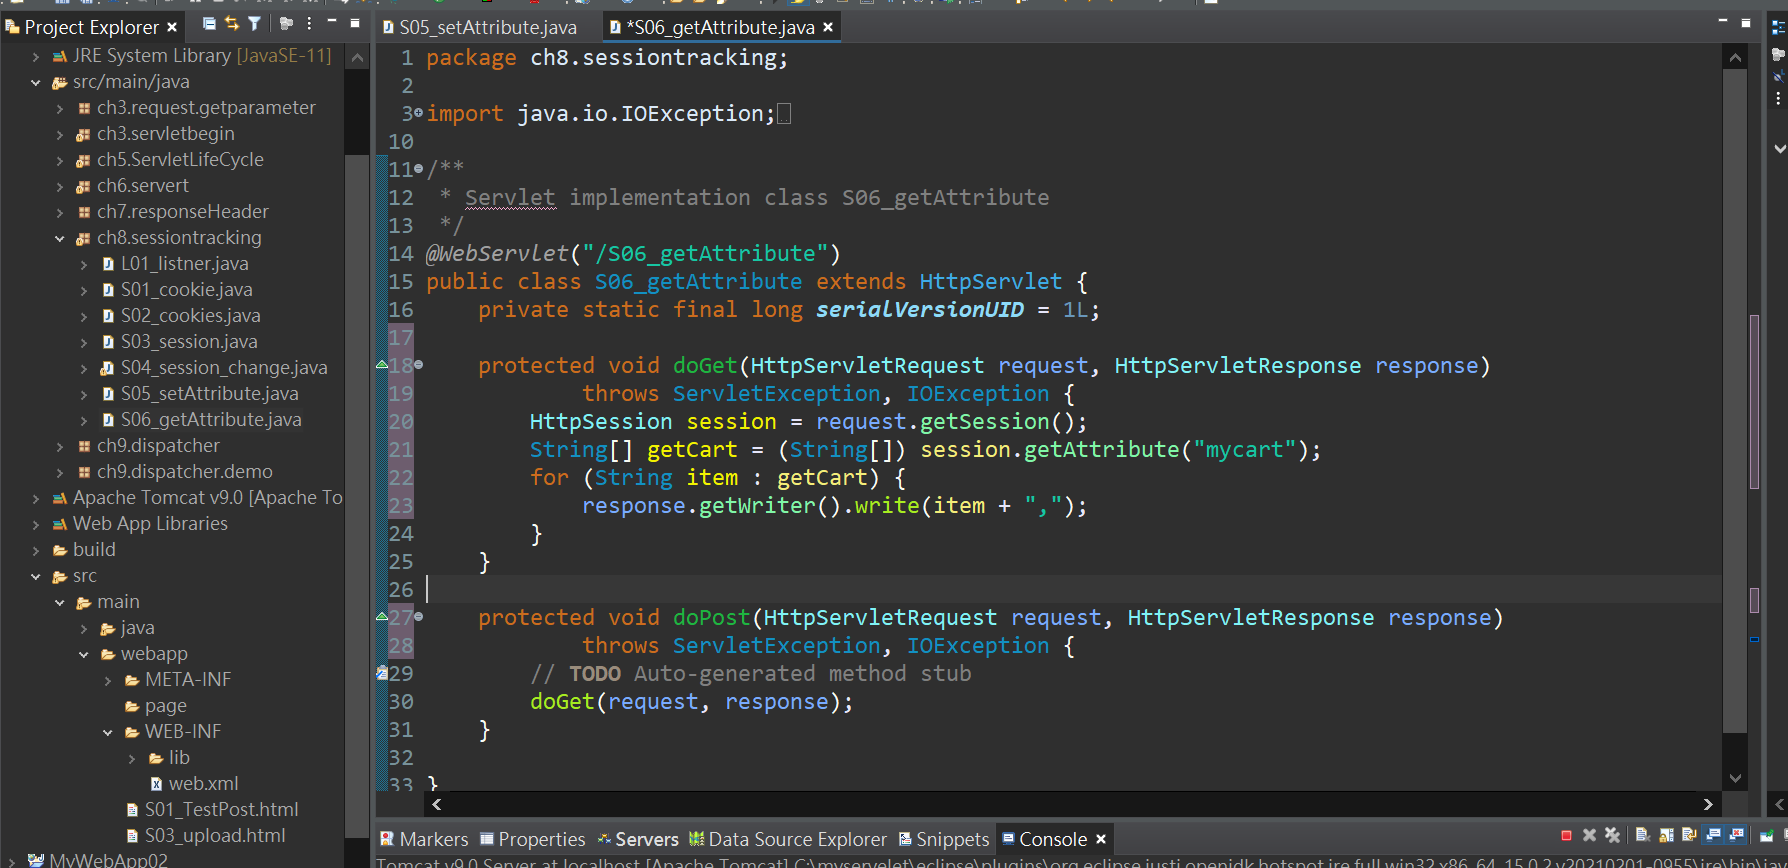 Project Explorer
S05_setAttribute.java
*S06_getAttribute.java
JRE System Library [JavaSE-11]
src/main/java
ch3.request.getparameter
ch3.servletbegin
ch5.ServletLifeCycle
ch6.servert
ch7.responseHeader
ch8.sessiontracking
L01_listner.java
S01_cookie.java
S02_cookies.java
S03_session.java
S04_session_change.java
S05_setAttribute.java
S06_getAttribute.java
ch9.dispatcher
ch9.dispatcher.demo
Apache Tomcat v9.0 [Apache To
Web App Libraries
build
src
main
java
webapp
META-INF
page
WEB-INF
lib
web.xml
S01_TestPost.html
S03_upload.html
MyWebApp02
1 package ch8.sessiontracking;
2
3 import java.io.IOException;
10
11 /**
12 * Servlet implementation class S06_getAttribute
13 */
14 @WebServlet("/S06_getAttribute")
15 public class S06_getAttribute extends HttpServlet {
16 private static final long serialVersionUID = 1L;
17
18 protected void doGet(HttpServletRequest request, HttpServletResponse response)
19 throws ServletException, IOException {
20 HttpSession session = request.getSession();
21 String[] getCart = (String[]) session.getAttribute("mycart");
22 for (String item : getCart) {
23 response.getWriter().write(item + ",");
24 }
25 }
26
27 protected void doPost(HttpServletRequest request, HttpServletResponse response)
28 throws ServletException, IOException {
29 // TODO Auto-generated method stub
30 doGet(request, response);
31 }
32
33 }
Markers
Properties
Servers
Data Source Explorer
Snippets
Console
Tomcat v9.0 Server at localhost [Apache Tomcat] C:\myservelet\eclipse\plugins\org.eclipse.justj.openjdk.hotspot.jre.full.win32.x86_64_15.0.2.v20210201-0955\jre\bin\jav